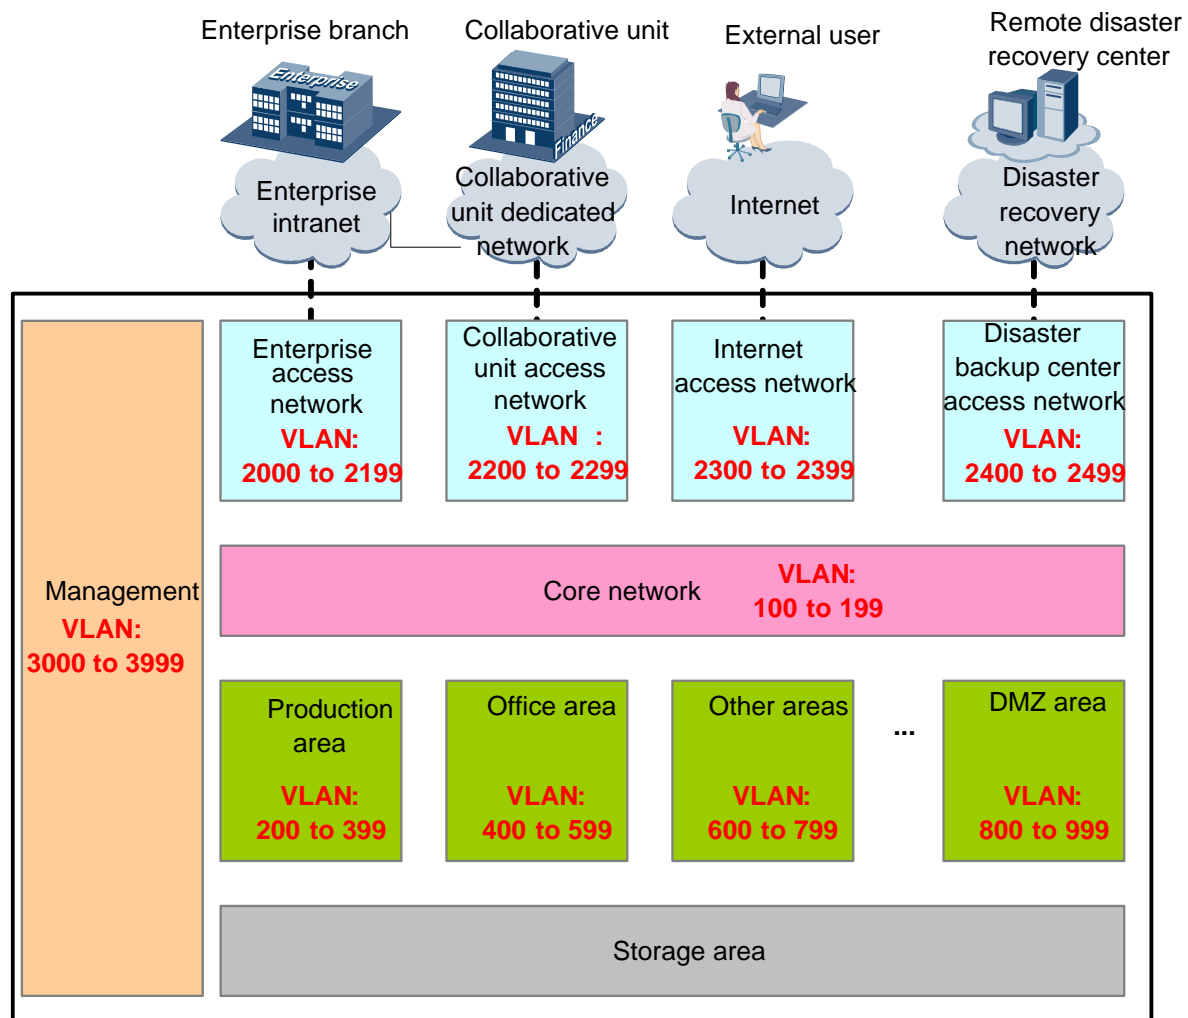 Enterprise branch
Collaborative unit
External user
Remote disaster
recovery center
Enterprise
Finance
Enterprise
intranet
Collaborative
unit dedicated
network
Internet
Disaster
recovery
network
Management
VLAN:
3000 to 3999
Enterprise
access
network
VLAN:
2000 to 2199
Collaborative
unit access
network
VLAN :
2200 to 2299
Internet
access network
VLAN:
2300 to 2399
Disaster
backup center
access network
VLAN:
2400 to 2499
Core network
VLAN:
100 to 199
Production
area
VLAN:
200 to 399
Office area
VLAN:
400 to 599
Other areas
VLAN:
600 to 799
...
DMZ area
VLAN:
800 to 999
Storage area